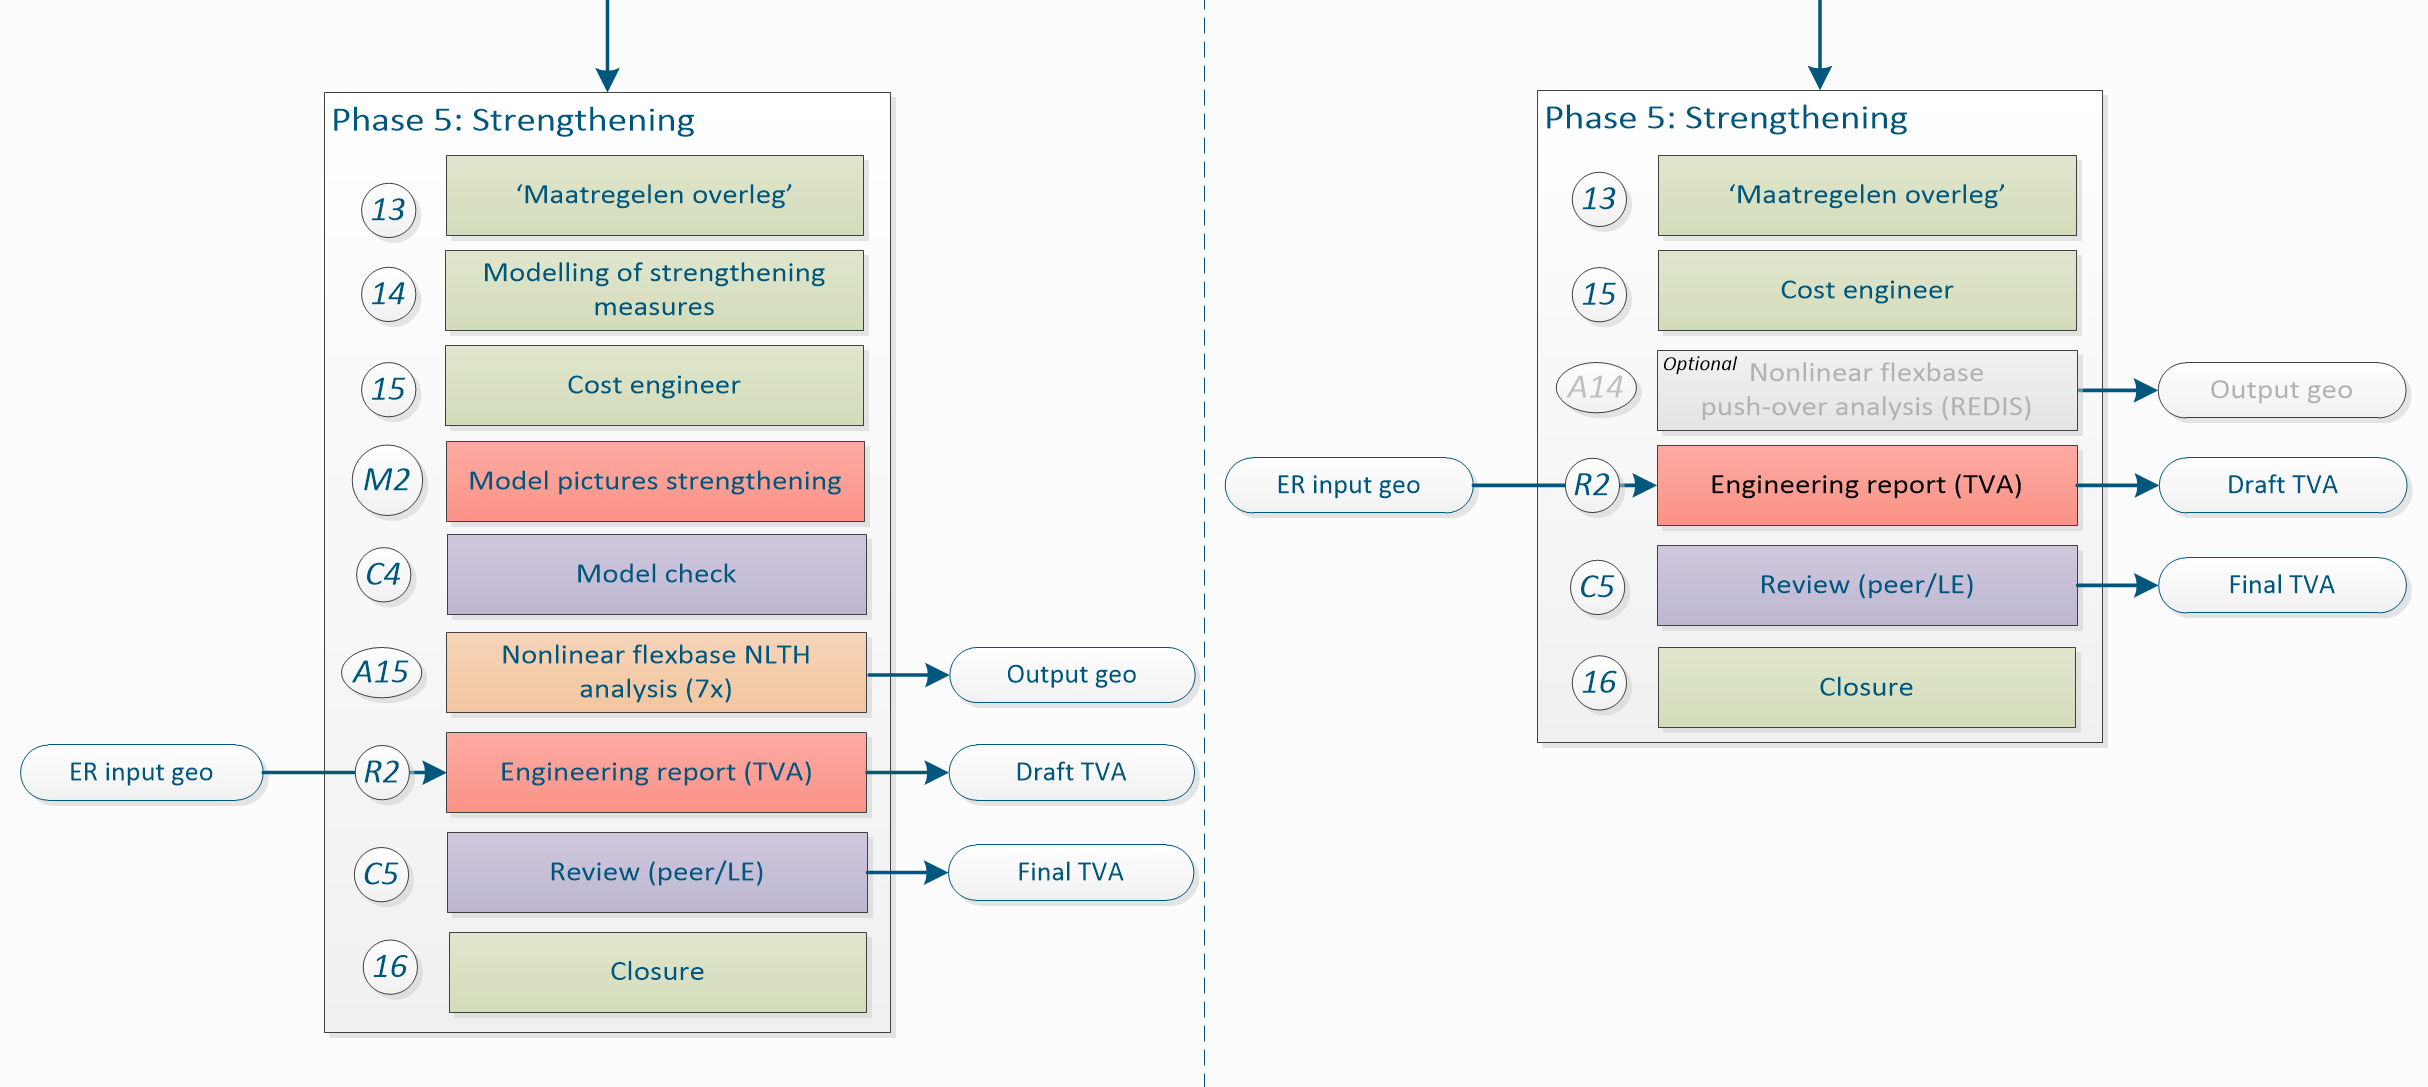 Phase 5: Strengthening
13
‘Maatregelen overleg’
14
Modelling of strengthening
measures
15
Cost engineer
M2
Model pictures strengthening
C4
Model check
A15
Nonlinear flexbase NLTH
analysis (7x)
Output geo
ER input geo
R2
Engineering report (TVA)
Draft TVA
C5
Review (peer/LE)
Final TVA
16
Closure
Phase 5: Strengthening
13
‘Maatregelen overleg’
15
Cost engineer
A14
Optional
Nonlinear flexbase
push-over analysis (REDIS)
Output geo
ER input geo
R2
Engineering report (TVA)
Draft TVA
C5
Review (peer/LE)
Final TVA
16
Closure